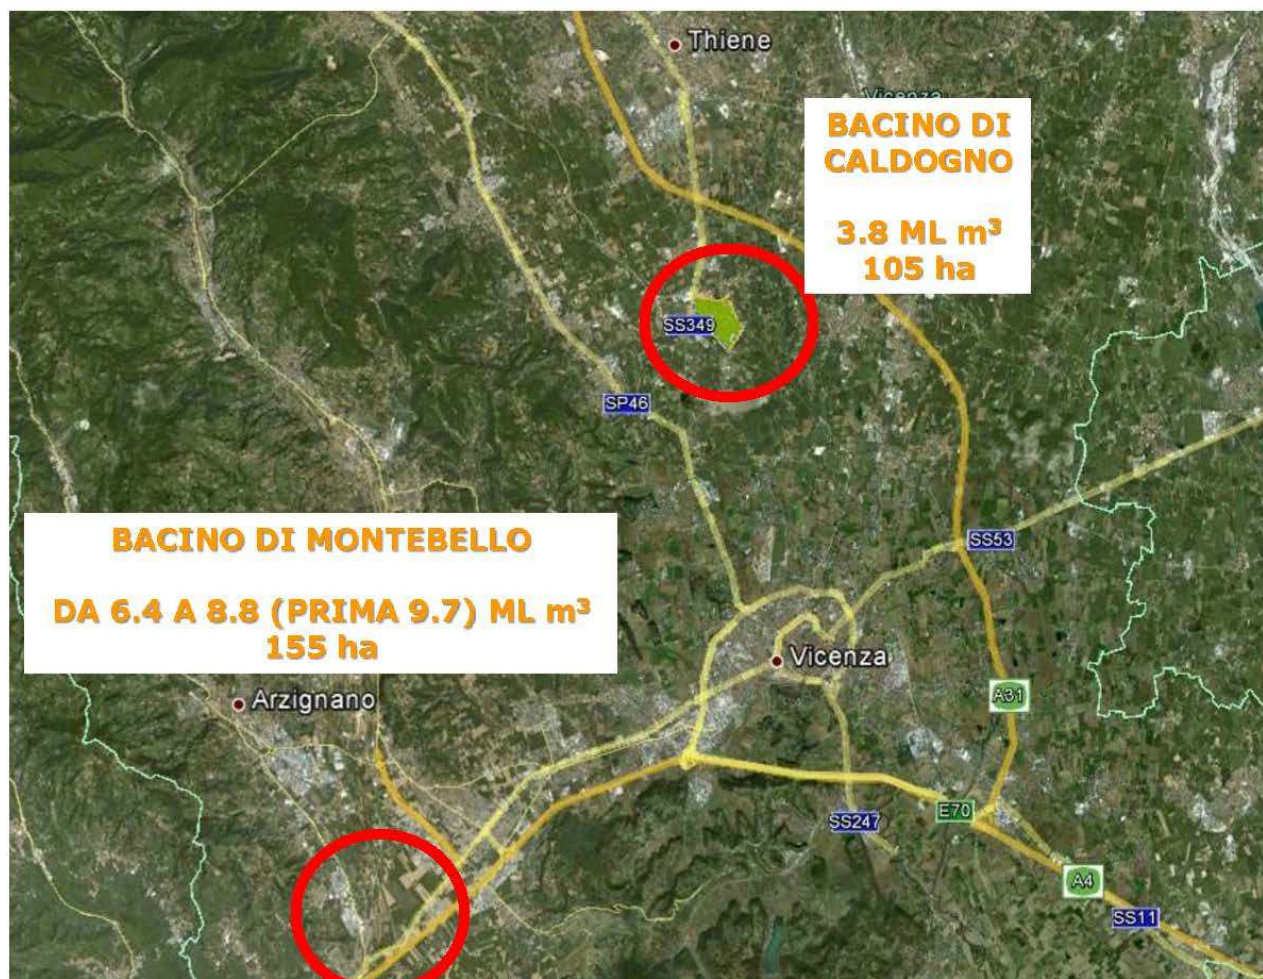 Thiene
Vicenza
BACINO DI
CALDOGNO
3.8 ML m³
105 ha
SS349
SP46
BACINO DI MONTEBELLO
DA 6.4 A 8.8 (PRIMA 9.7) ML m³
155 ha
SS53
Vicenza
Arzignano
A31
E70
SS247
A4
SS11